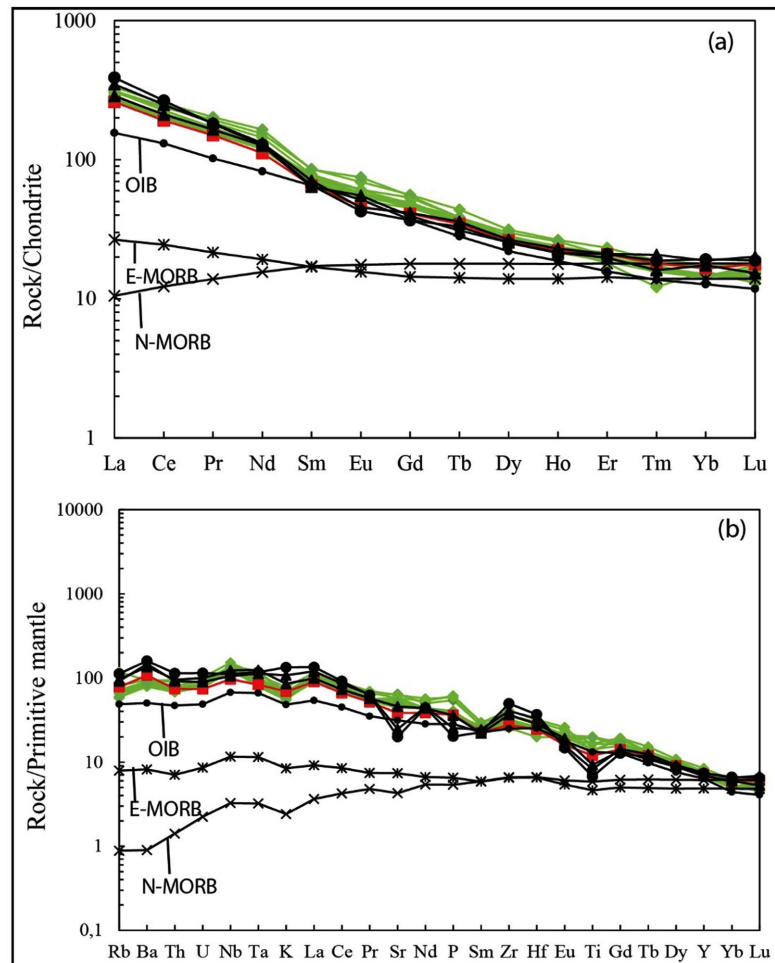 (a)
1000
100
10
1
Rock/Chondrite
OIB
E-MORB
N-MORB
La Ce Pr Nd Sm Eu Gd Tb Dy Ho Er Tm Yb Lu
(b)
10000
1000
100
10
1
0,1
Rock/Primitive mantle
OIB
E-MORB
N-MORB
Rb Ba Th U Nb Ta K La Ce Pr Sr Nd P Sm Zr Hf Eu Ti Gd Tb Dy Y Yb Lu